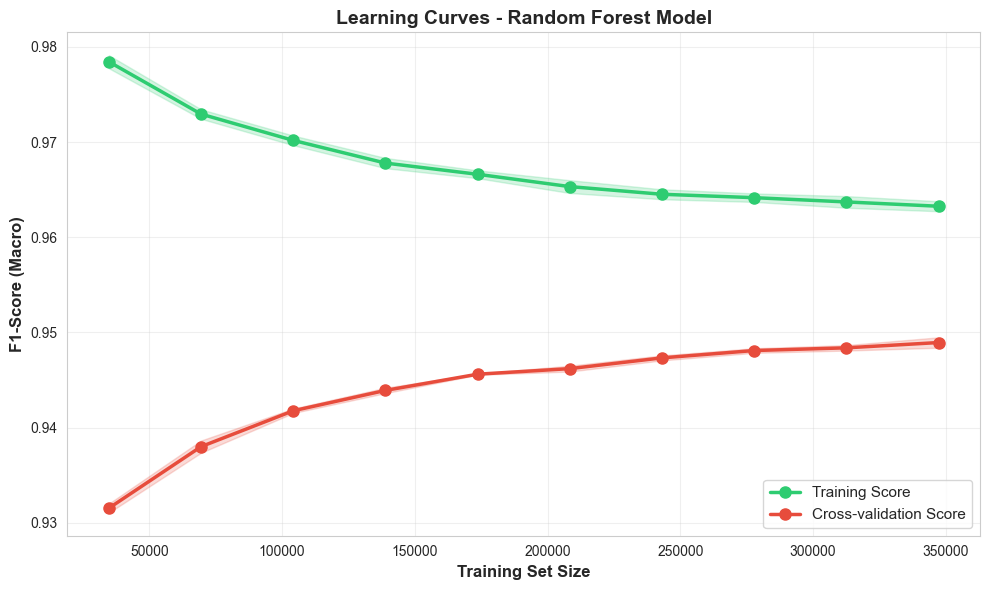 Learning Curves - Random Forest Model
0.98
0.97
0.96
0.95
0.94
0.93
F1-Score (Macro)
Training Score
Cross-validation Score
50000 100000 150000 200000 250000 300000 350000
Training Set Size